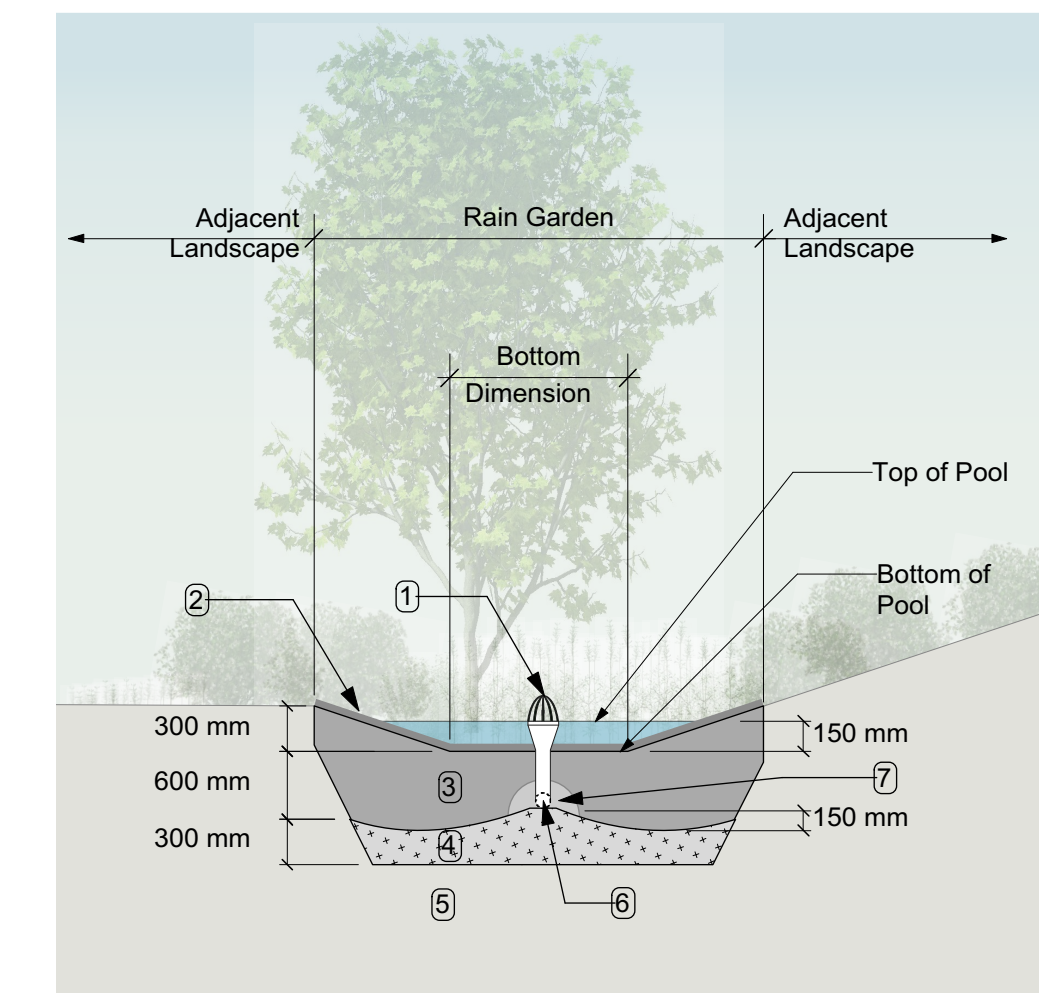 Adjacent
Landscape
Rain Garden
Adjacent
Landscape
Bottom
Dimension
Top of Pool
Bottom of
Pool
2
1
300 mm
150 mm
600 mm
3
7
150 mm
300 mm
4
5
6